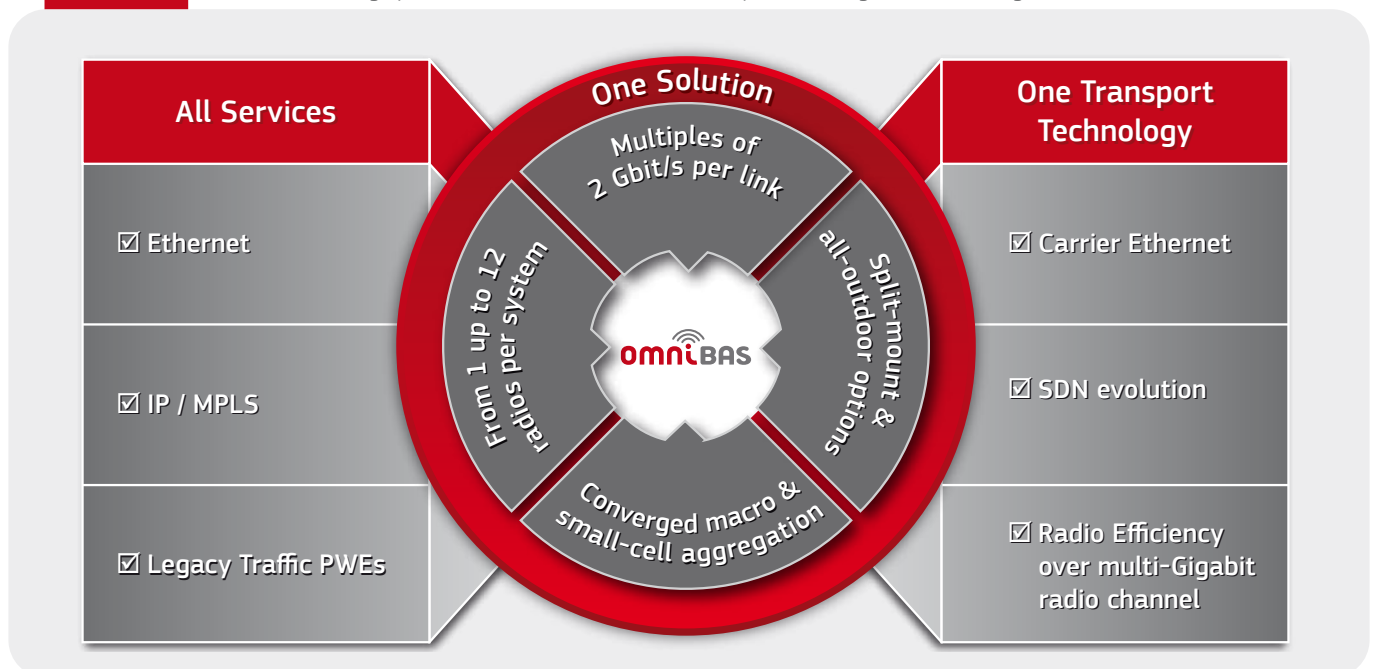 All Services
☑ Ethernet
☑ IP / MPLS
☑ Legacy Traffic PWEs
One Solution
Multiples of
2 Gbit/s per link
Split-mount &
all-outdoor options
Converged macro &
small-cell aggregation
From 1 up to 12
radios per system
omniBAS
One Transport
Technology
☑ Carrier Ethernet
☑ SDN evolution
☑ Radio Efficiency
over multi-Gigabit
radio channel